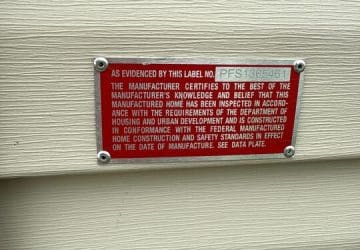 AS EVIDENCED BY THIS LABEL NO. PFS1365461
THE MANUFACTURER CERTIFIES TO THE BEST OF THE
MANUFACTURER'S KNOWLEDGE AND BELIEF THAT THIS
MANUFACTURED HOME HAS BEEN INSPECTED IN ACCORD-
ANCE WITH THE REQUIREMENTS OF THE DEPARTMENT OF
HOUSING AND URBAN DEVELOPMENT AND IS CONSTRUCTED
IN CONFORMANCE WITH THE FEDERAL MANUFACTURED
HOME CONSTRUCTION AND SAFETY STANDARDS IN EFFECT
ON THE DATE OF MANUFACTURE. SEE DATA PLATE.